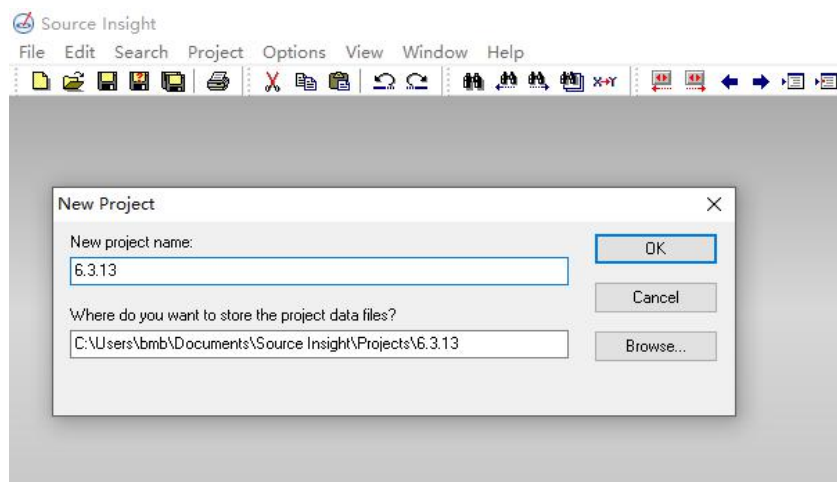 Source Insight
File Edit Search Project Options View Window Help
X→Y
New Project
New project name:
6.3.13
OK
Cancel
Where do you want to store the project data files?
C:\Users\bmb\Documents\Source Insight\Projects\6.3.13
Browse...